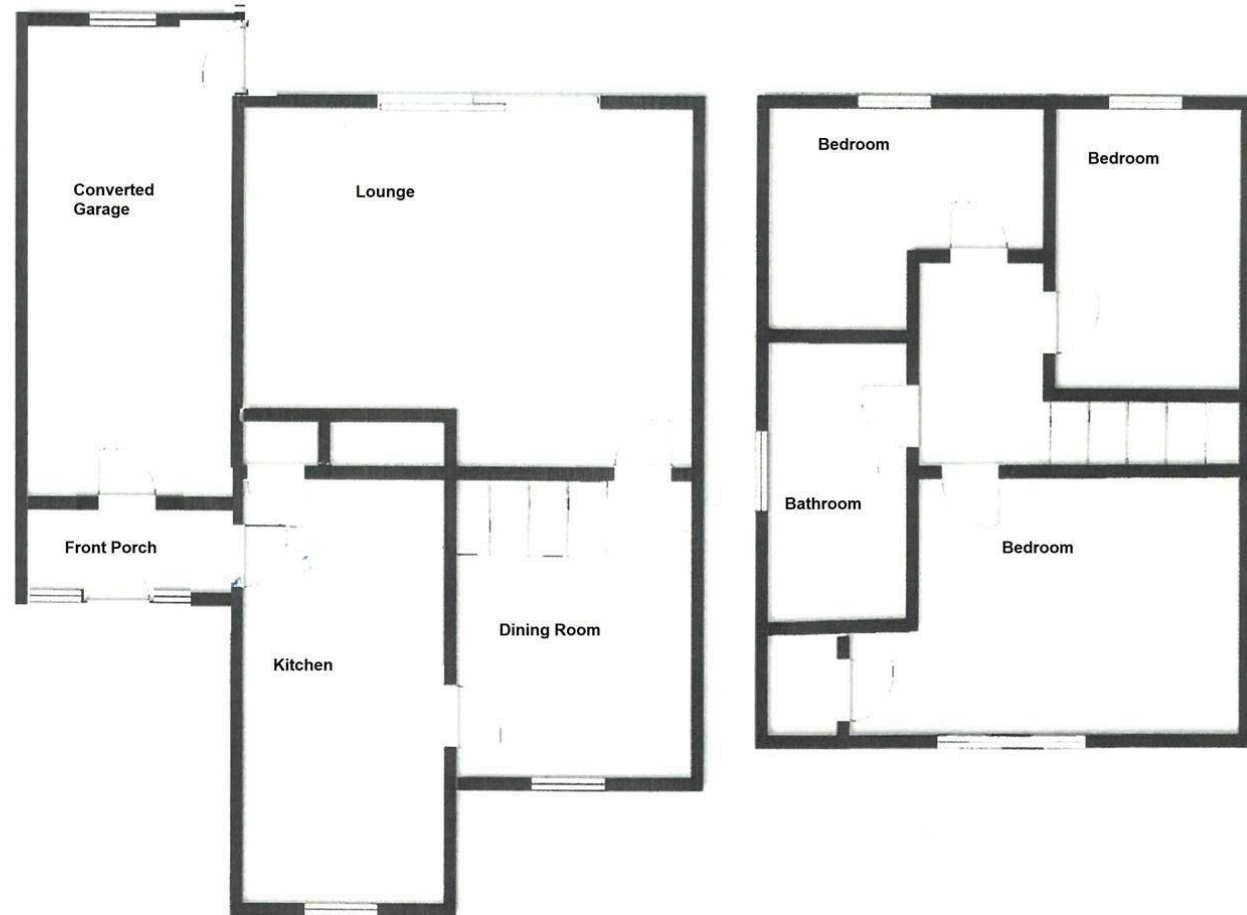 Converted
Garage
Lounge
Front Porch
Kitchen
Dining Room
Bedroom
Bedroom
Bathroom
Bedroom